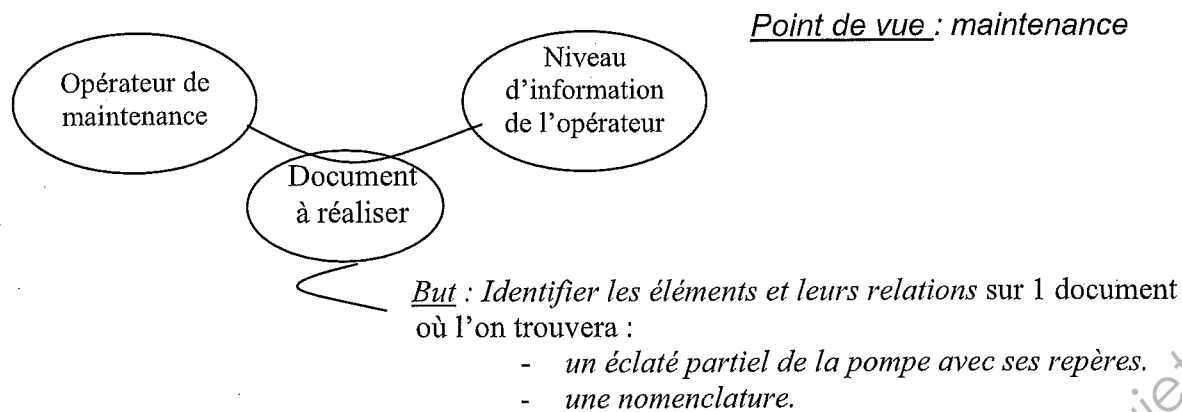 Point de vue : maintenance
Opérateur de
maintenance
Niveau
d'information
de l'opérateur
Document
à réaliser
But : Identifier les éléments et leurs relations sur 1 document
où l'on trouvera :
- un éclaté partiel de la pompe avec ses repères.
- une nomenclature.